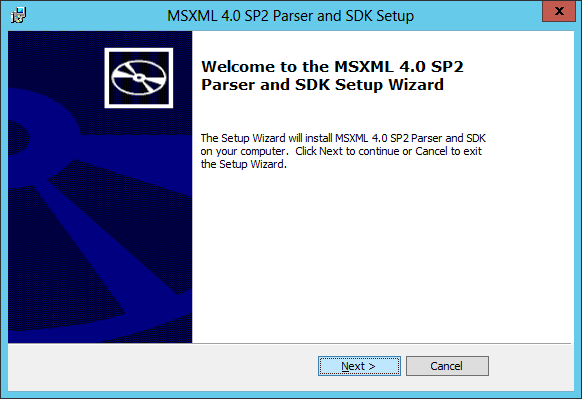 MSXML 4.0 SP2 Parser and SDK Setup
x
Welcome to the MSXML 4.0 SP2
Parser and SDK Setup Wizard
The Setup Wizard will install MSXML 4.0 SP2 Parser and SDK
on your computer. Click Next to continue or Cancel to exit
the Setup Wizard.
Next >
Cancel